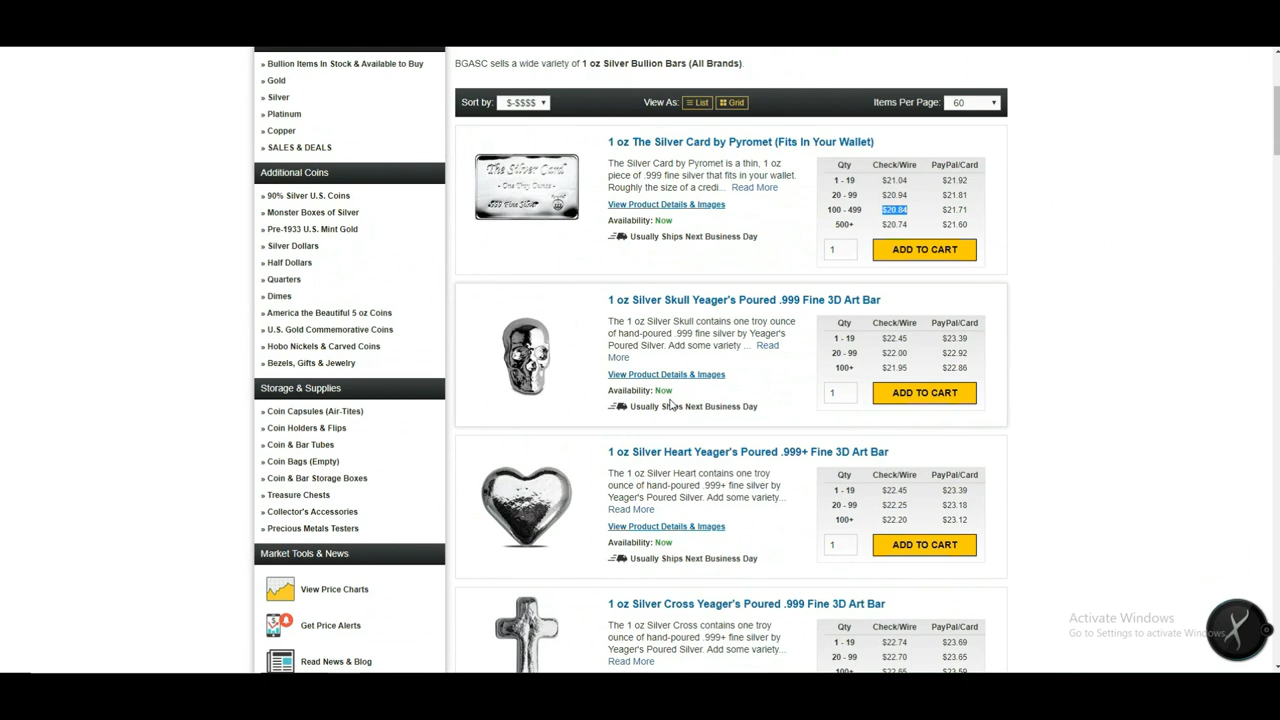 » Bullion Items In Stock & Available to Buy
» Gold
» Silver
» Platinum
» Copper
» SALES & DEALS
Additional Coins
» 90% Silver U.S. Coins
» Monster Boxes of Silver
» Pre-1933 U.S. Mint Gold
» Silver Dollars
» Half Dollars
» Quarters
» Dimes
» America the Beautiful 5 oz Coins
» U.S. Gold Commemorative Coins
» Hobo Nickels & Carved Coins
» Bezels, Gifts & Jewelry
Storage & Supplies
» Coin Capsules (Air-Tites)
» Coin Holders & Flips
» Coin & Bar Tubes
» Coin Bags (Empty)
» Coin & Bar Storage Boxes
» Treasure Chests
» Collector's Accessories
» Precious Metals Testers
Market Tools & News
View Price Charts
Get Price Alerts
Read News & Blog
BGASC sells a wide variety of 1 oz Silver Bullion Bars (All Brands).
Sort by: $-$$$$ View As: List Grid Items Per Page: 60
1 oz The Silver Card by Pyromet (Fits In Your Wallet)
The Silver Card
- One Troy Ounce -
.999 Fine Silver
The Silver Card by Pyromet is a thin, 1 oz
piece of .999 fine silver that fits in your wallet.
Roughly the size of a credi... Read More
View Product Details & Images
Availability: Now
Usually Ships Next Business Day
Qty Check/Wire PayPal/Card
1 - 19 $21.04 $21.92
20 - 99 $20.94 $21.81
100 - 499 $20.84 $21.71
500+ $20.74 $21.60
1 ADD TO CART
1 oz Silver Skull Yeager's Poured .999 Fine 3D Art Bar
The 1 oz Silver Skull contains one troy ounce
of hand-poured .999 fine silver by Yeager's
Poured Silver. Add some variety ... Read
More
View Product Details & Images
Availability: Now
Usually Ships Next Business Day
Qty Check/Wire PayPal/Card
1 - 19 $22.45 $23.39
20 - 99 $22.00 $22.92
100+ $21.95 $22.86
1 ADD TO CART
1 oz Silver Heart Yeager's Poured .999+ Fine 3D Art Bar
The 1 oz Silver Heart contains one troy
ounce of hand-poured .999+ fine silver by
Yeager's Poured Silver. Add some variety...
Read More
View Product Details & Images
Availability: Now
Usually Ships Next Business Day
Qty Check/Wire PayPal/Card
1 - 19 $22.45 $23.39
20 - 99 $22.25 $23.18
100+ $22.20 $23.12
1 ADD TO CART
1 oz Silver Cross Yeager's Poured .999 Fine 3D Art Bar
The 1 oz Silver Cross contains one troy
ounce of hand-poured .999+ fine silver by
Yeager's Poured Silver. Add some variety...
Read More
Qty Check/Wire PayPal/Card
1 - 19 $22.74 $23.69
20 - 99 $22.70 $23.65
100+ $22.65 $23.59
Activate Windows
Go to Settings to activate Windows.